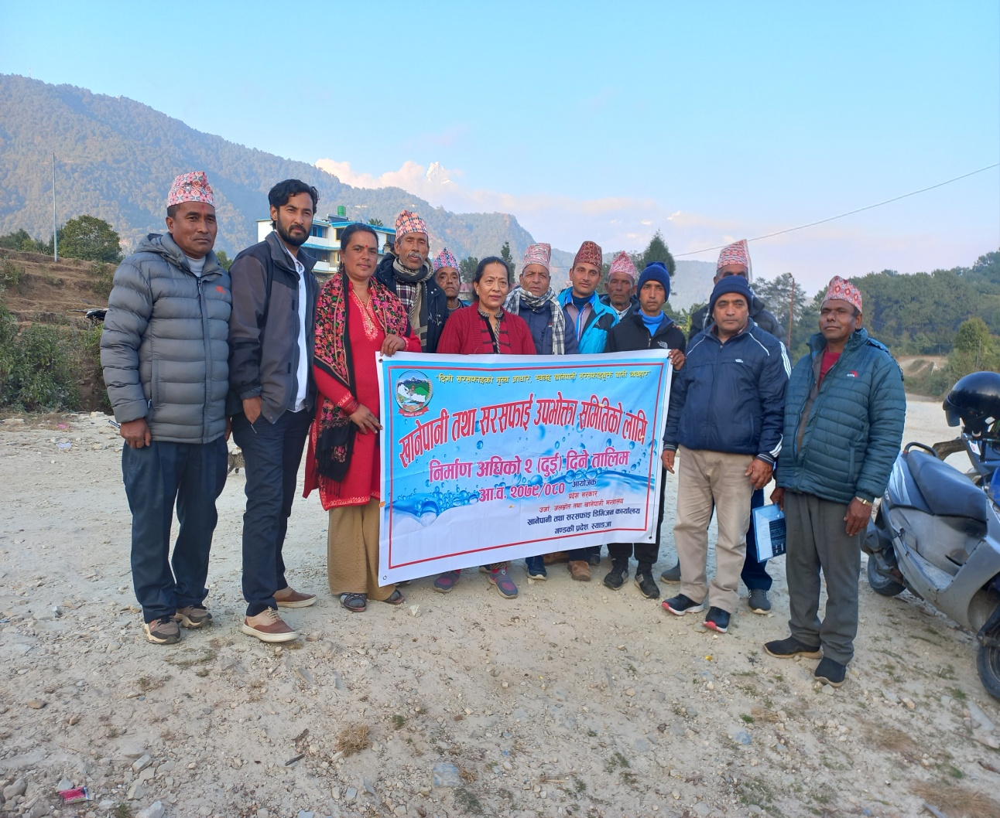 "दिगो सरसफाइको मुख्य आधार, स्वच्छ खानेपानी सरसफाइयुक्त बानी व्यवहार"
खानेपानी तथा सरसफाई उपभोक्ता समितिको लागि
निर्माण अघिको २ (दुई) दिने तालिम
आ.व. २०७९/०८०
आयोजक
प्रदेश सरकार
उर्जा, जलस्रोत तथा खानेपानी मन्त्रालय
खानेपानी तथा सरसफाइ डिभिजन कार्यालय
गण्डकी प्रदेश, स्याङजा